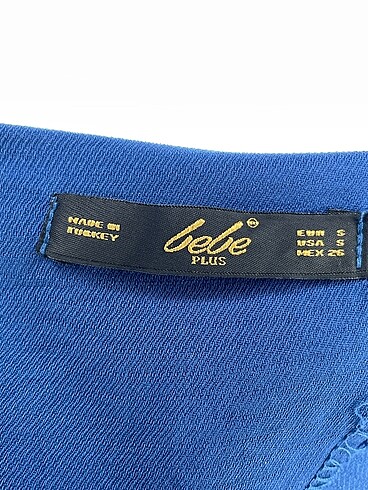 MADE IN
TURKEY
bebe®
PLUS
EUR S
USA S
MEX 26